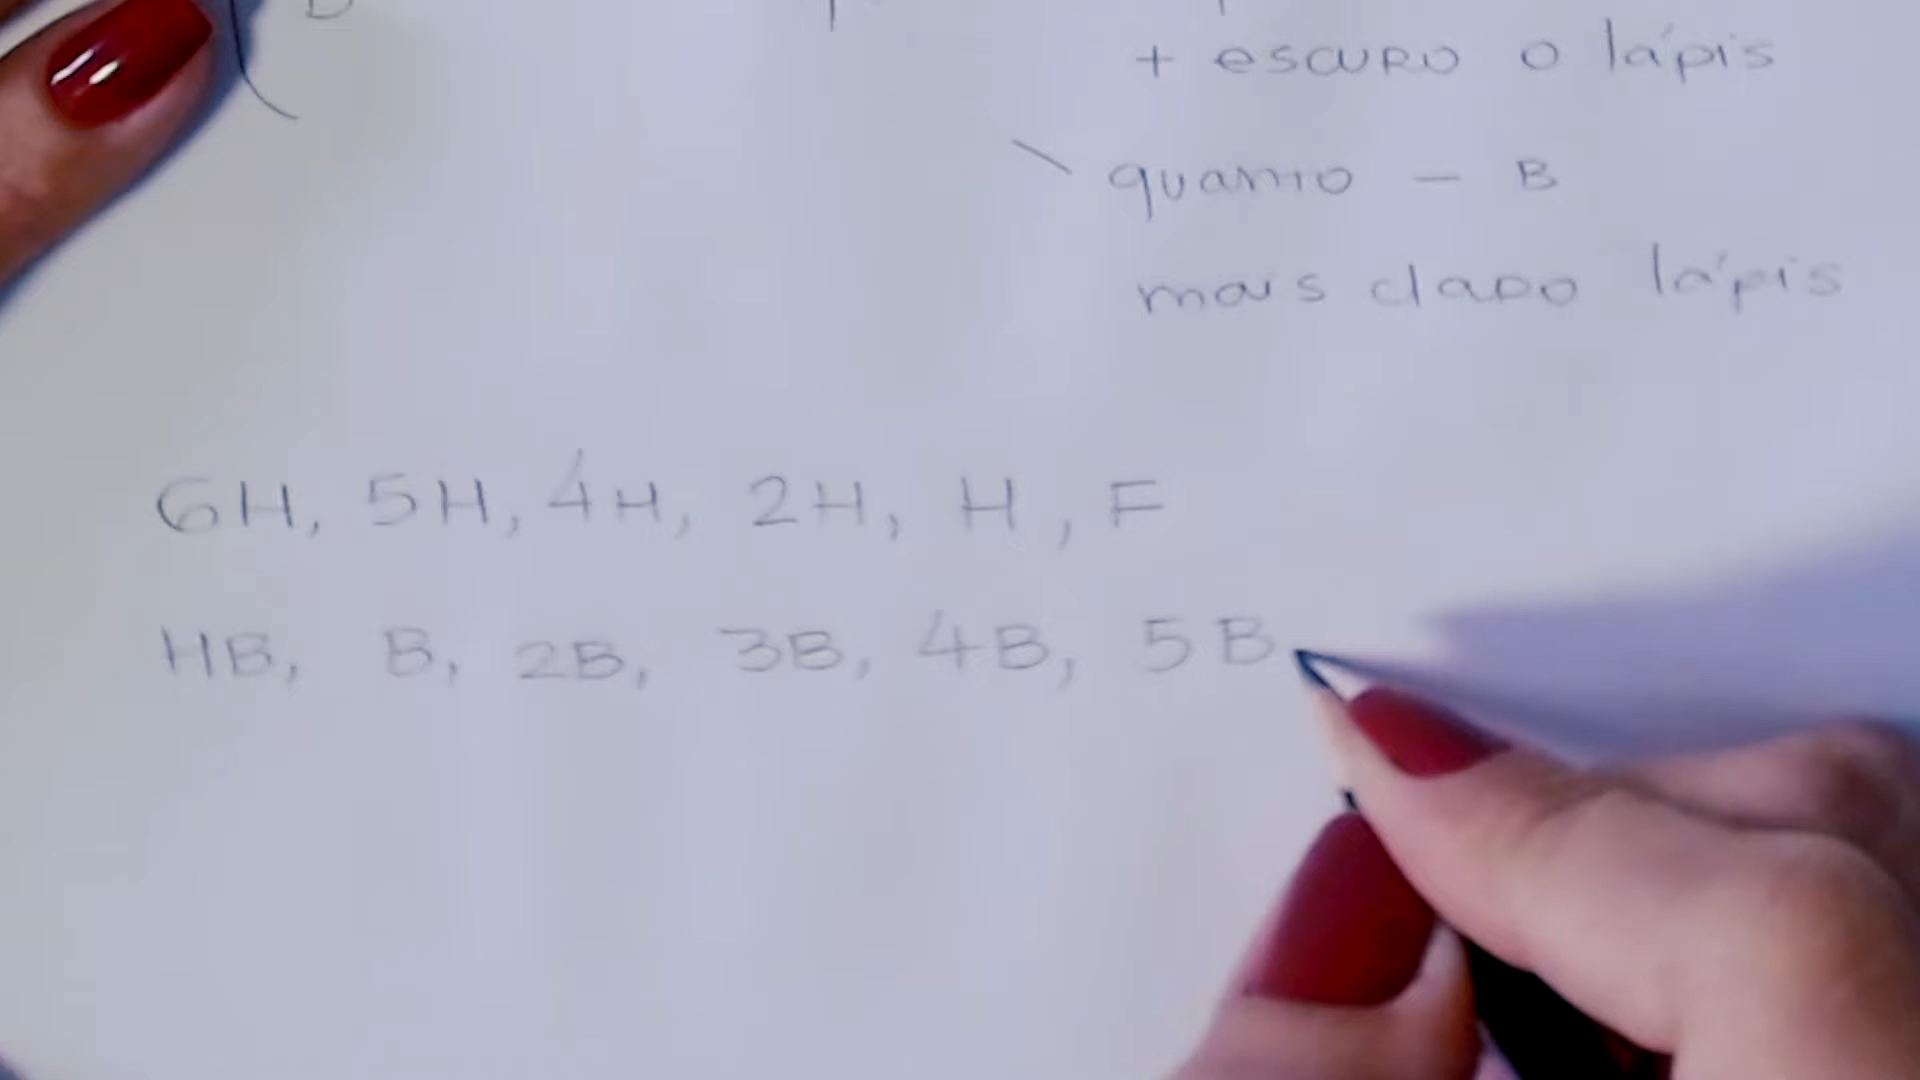 + escuro o lápis
quanto – B
mais claro lápis
6H, 5H, 4H, 2H, H, F
HB, B, 2B, 3B, 4B, 5B